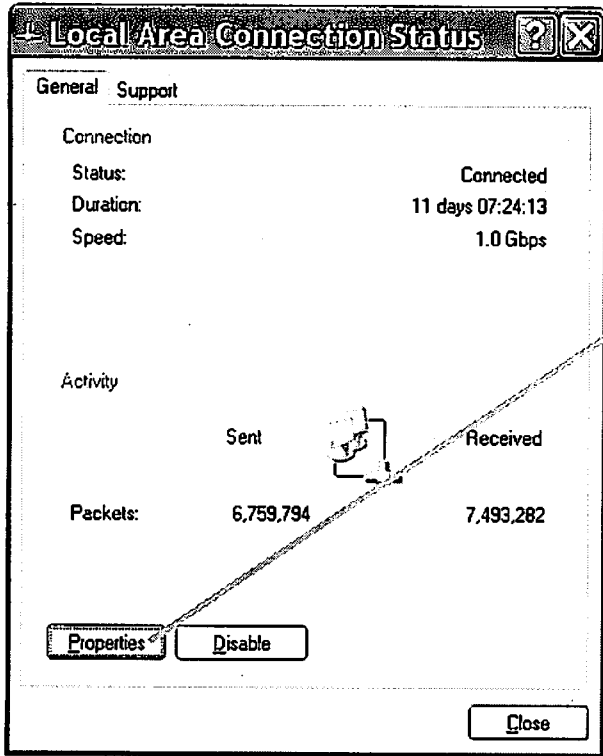 Local Area Connection Status
General Support
Connection
Status: Connected
Duration: 11 days 07:24:13
Speed: 1.0 Gbps
Activity
Sent Received
Packets: 6,759,794 7,493,282
Properties Disable
Close